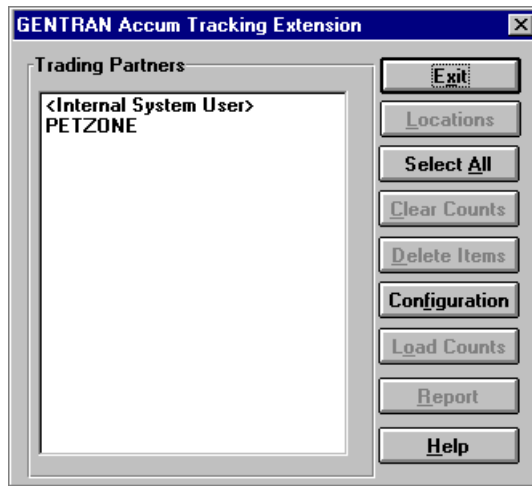 GENTRAN Accum Tracking Extension
Trading Partners
<Internal System User>
PETZONE
Exit
Locations
Select All
Clear Counts
Delete Items
Configuration
Load Counts
Report
Help